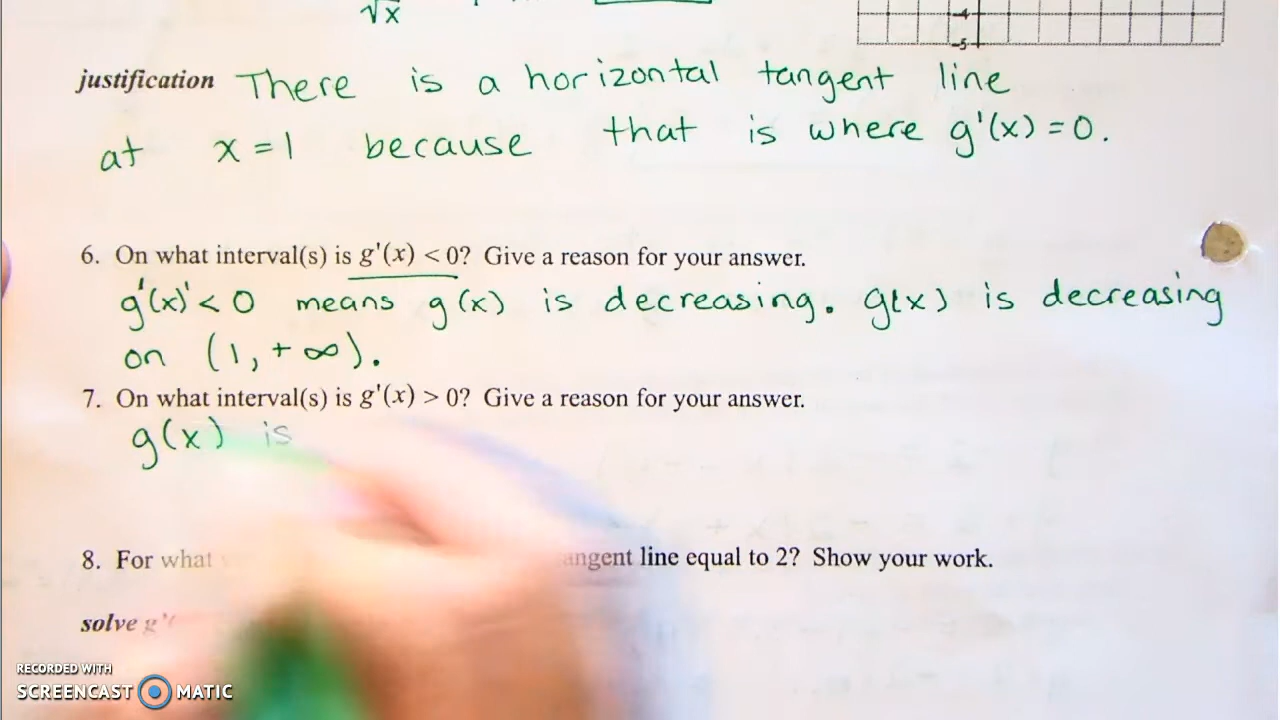 √x
-4
-5
justification There is a horizontal tangent line
at x = 1 because that is where g'(x) = 0.
6. On what interval(s) is g'(x) < 0? Give a reason for your answer.
g'(x) < 0 means g(x) is decreasing. g(x) is decreasing
on (1, + ∞).
7. On what interval(s) is g'(x) > 0? Give a reason for your answer.
g(x) is
8. For what angent line equal to 2? Show your work.
solve g'(
RECORDED WITH
SCREENCAST MATIC